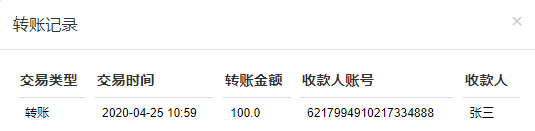 转账记录 ×
交易类型 交易时间 转账金额 收款人账号 收款人
转账 2020-04-25 10:59 100.0 6217994910217334888 张三